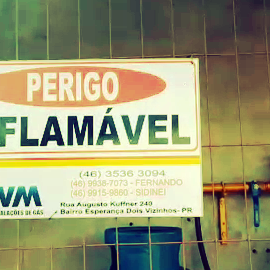 PERIGO
FLAMÁVEL
(46) 3536 3094
(46) 9938-7073 - FERNANDO
(46) 9915-9860 - SIDINEI
VM
Rua Augusto Kuffner 240
Bairro Esperança Dois Vizinhos- PR